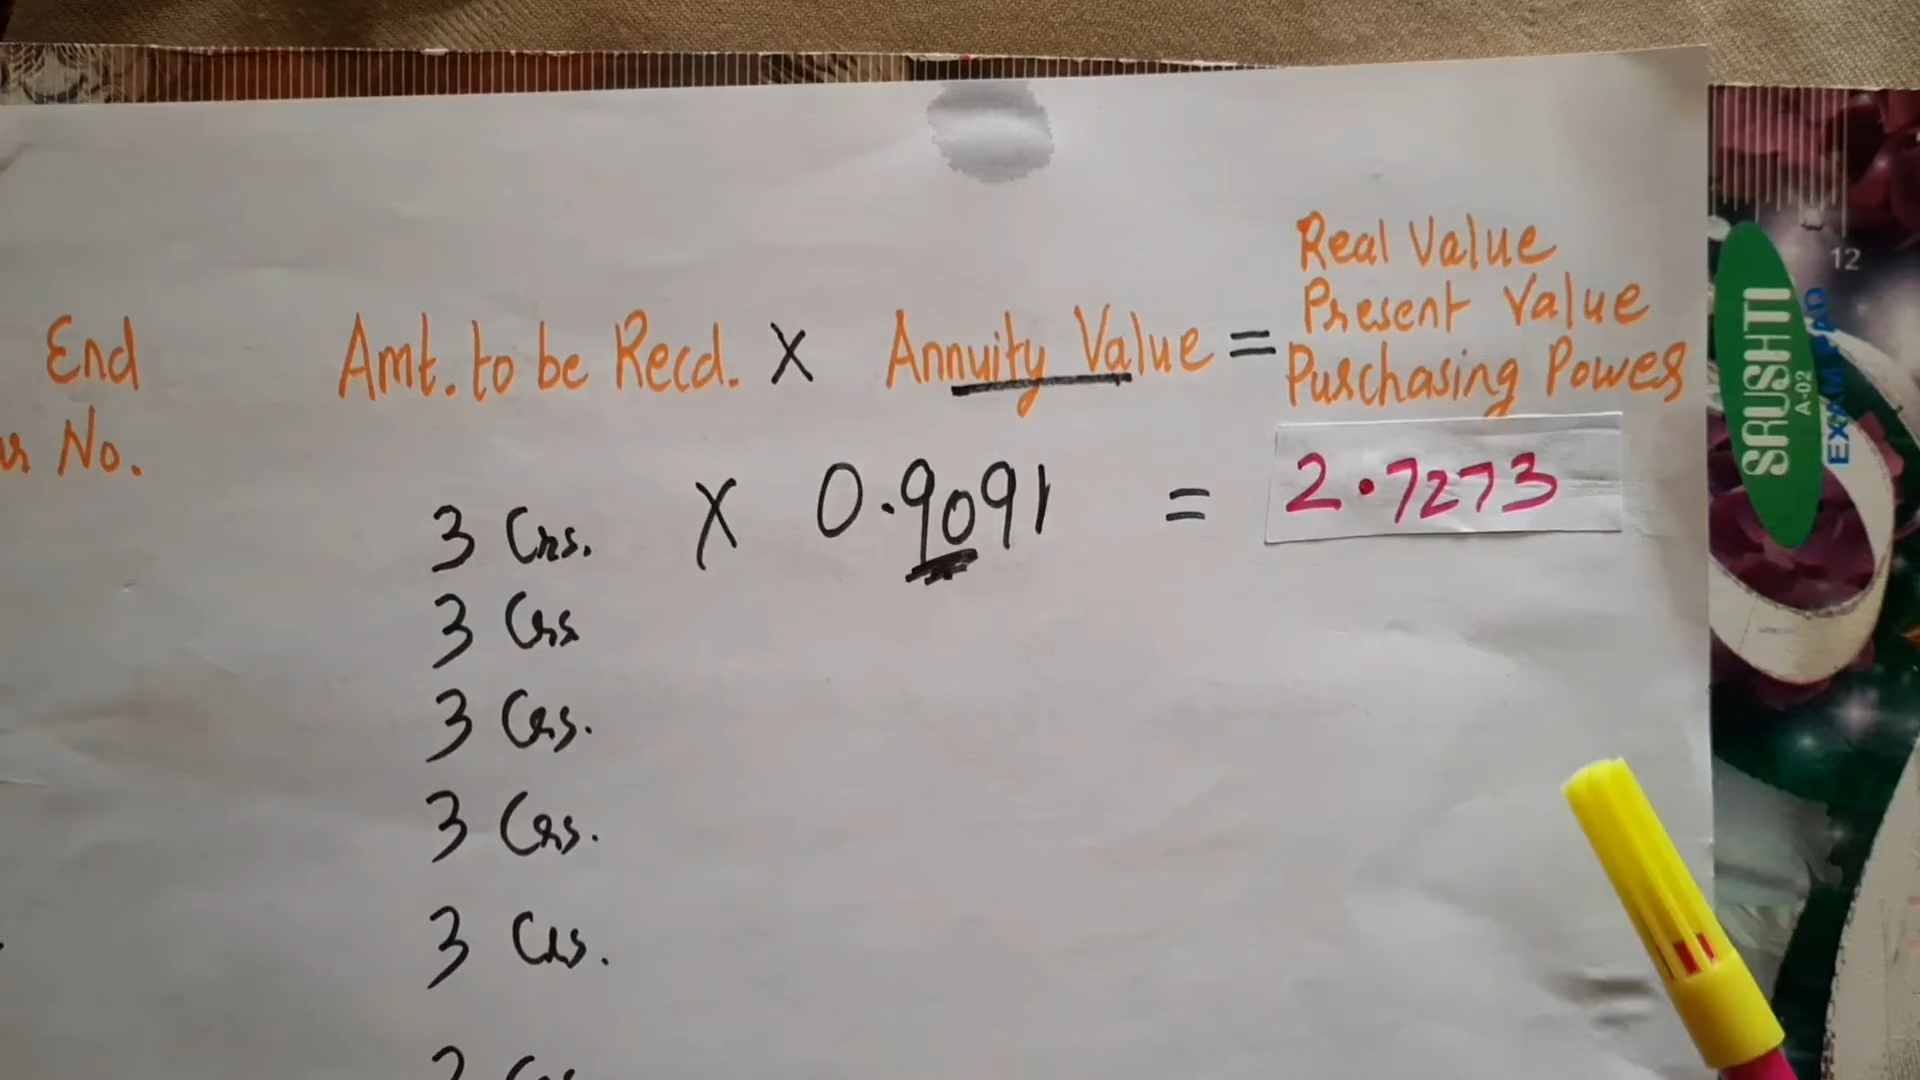 Real Value
Present Value
End Amt. to be Recd. X Annuity Value = Purchasing Power
No.
3 Crs. X 0.9091 = 2.7273
3 Crs
3 Crs.
3 Crs.
3 Crs.
12
SRUSHTI
A-02